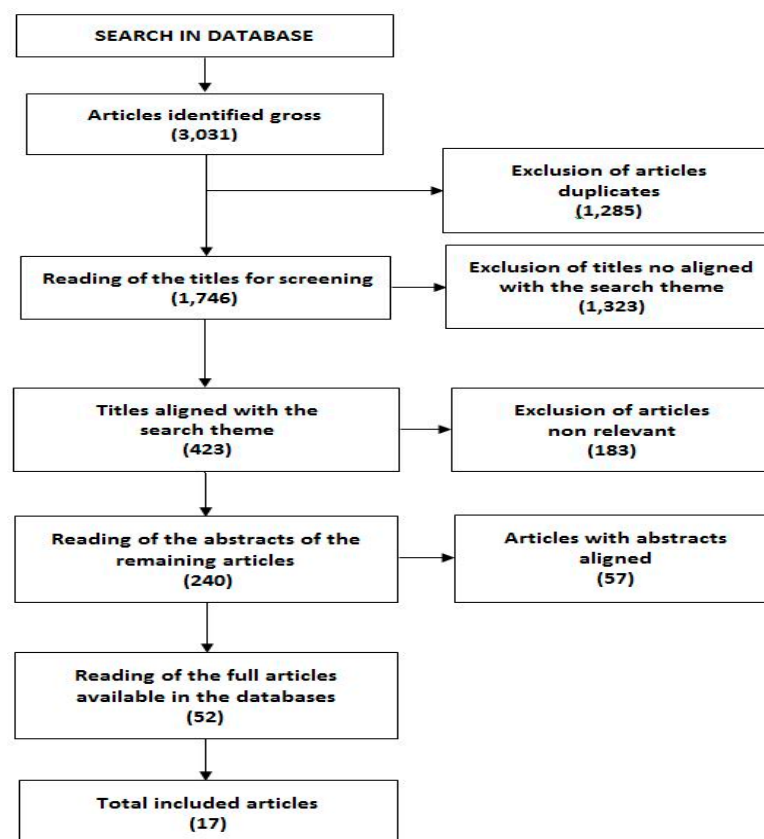 SEARCH IN DATABASE
Articles identified gross
(3,031)
Exclusion of articles
duplicates
(1,285)
Reading of the titles for screening
(1,746)
Exclusion of titles no aligned
with the search theme
(1,323)
Titles aligned with the
search theme
(423)
Exclusion of articles
non relevant
(183)
Reading of the abstracts of the
remaining articles
(240)
Articles with abstracts
aligned
(57)
Reading of the full articles
available in the databases
(52)
Total included articles
(17)